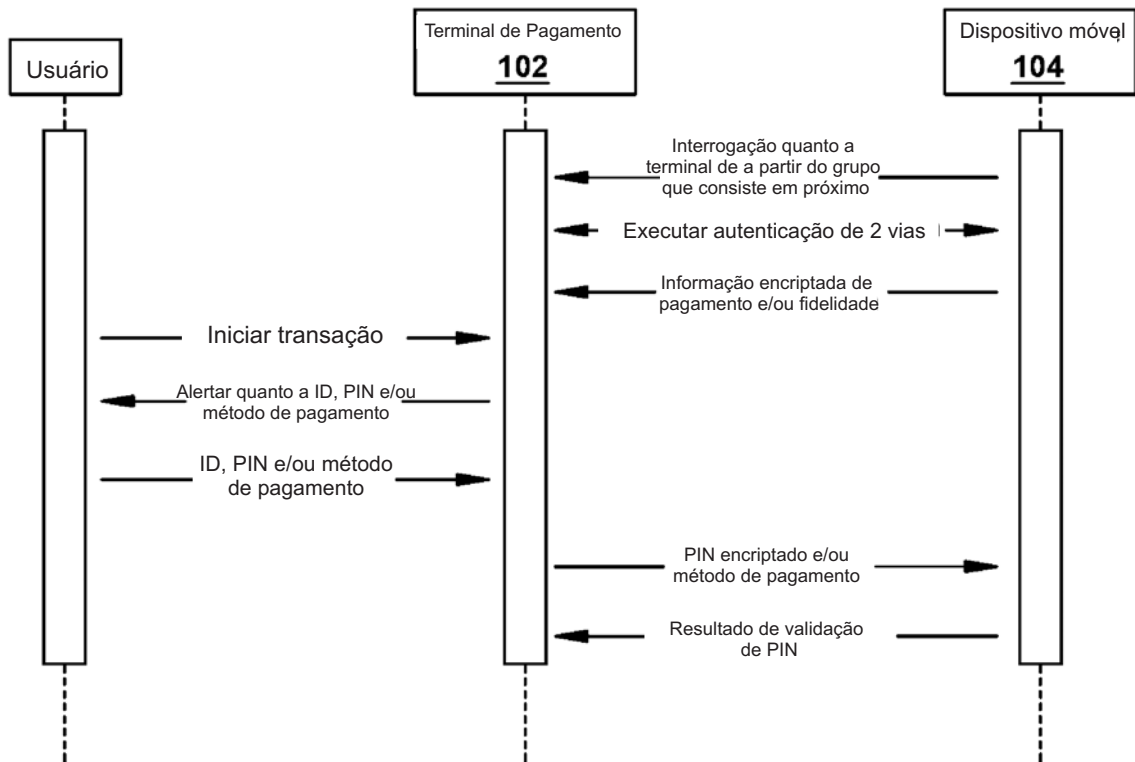 Usuário
Terminal de Pagamento
102
Dispositivo móvel
104
Interrogação quanto a
terminal de a partir do grupo
que consiste em próximo
Executar autenticação de 2 vias
Informação encriptada de
pagamento e/ou fidelidade
Iniciar transação
Alertar quanto a ID, PIN e/ou
método de pagamento
ID, PIN e/ou método
de pagamento
PIN encriptado e/ou
método de pagamento
Resultado de validação
de PIN